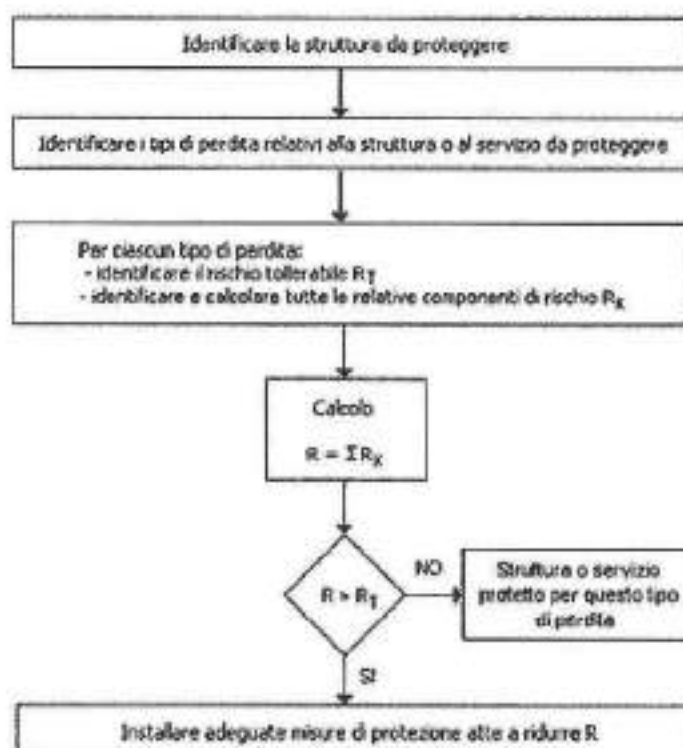 Identificare la struttura da proteggere
Identificare i tipi di perdita relativi alla struttura o al servizio da proteggere
Per ciascun tipo di perdita:
- identificare il rischio tollerabile RT
- identificare e calcolare tutte le relative componenti di rischio Rx
Calcolo
R = ΣRx
R > RT
NO
Struttura o servizio
protetto per questo tipo
di perdita
SI
Installare adeguate misure di protezione atte a ridurre R